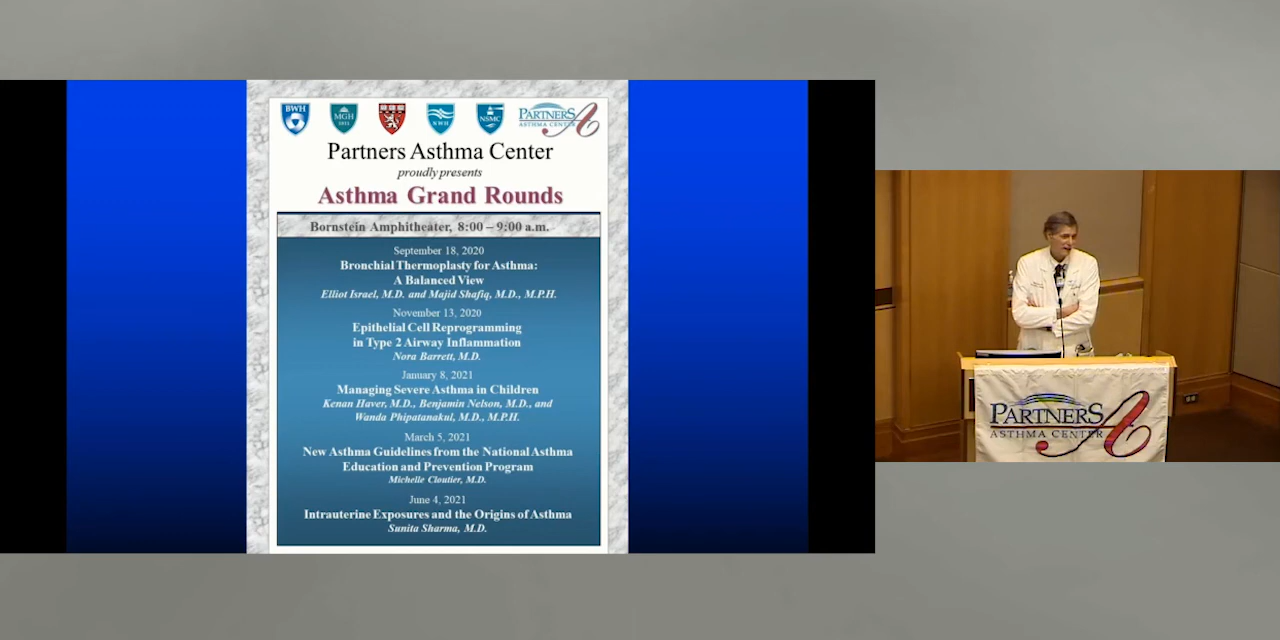 BWH
MGH
1811
NWH
NSMC
PARTNERS
ASTHMA CENTER
Partners Asthma Center
proudly presents
Asthma Grand Rounds
Bornstein Amphitheater, 8:00 – 9:00 a.m.
September 18, 2020
Bronchial Thermoplasty for Asthma:
A Balanced View
Elliot Israel, M.D. and Majid Shafiq, M.D., M.P.H.
November 13, 2020
Epithelial Cell Reprogramming
in Type 2 Airway Inflammation
Nora Barrett, M.D.
January 8, 2021
Managing Severe Asthma in Children
Kenan Haver, M.D., Benjamin Nelson, M.D., and
Wanda Phipatanakul, M.D., M.P.H.
March 5, 2021
New Asthma Guidelines from the National Asthma
Education and Prevention Program
Michelle Cloutier, M.D.
June 4, 2021
Intrauterine Exposures and the Origins of Asthma
Sunita Sharma, M.D.
PARTNERS
ASTHMA CENTER